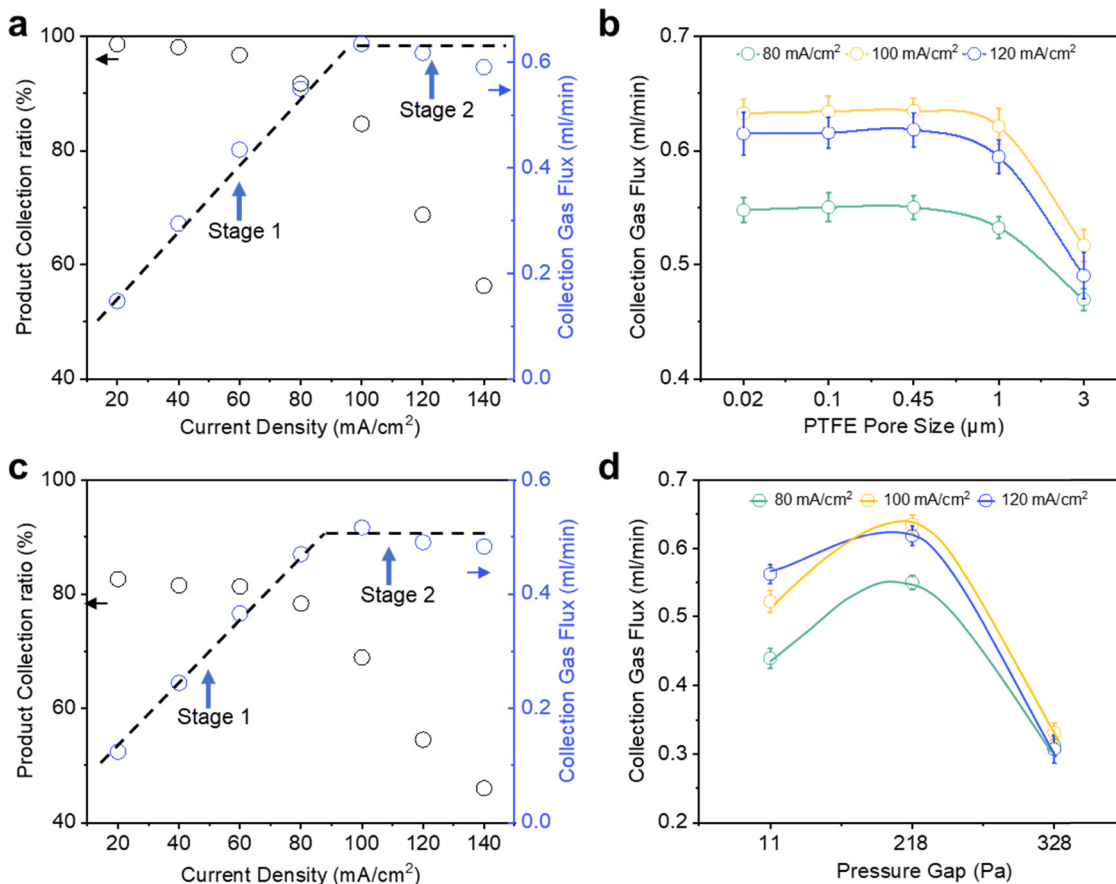 a
100
80
60
40
Product Collection ratio (%)
20 40 60 80 100 120 140
Current Density (mA/cm²)
0.6
0.4
0.2
0.0
Collection Gas Flux (ml/min)
Stage 1
Stage 2
b
0.7
0.6
0.5
0.4
Collection Gas Flux (ml/min)
80 mA/cm² 100 mA/cm² 120 mA/cm²
0.02 0.1 0.45 1 3
PTFE Pore Size (μm)
c
100
80
60
40
Product Collection ratio (%)
20 40 60 80 100 120 140
Current Density (mA/cm²)
0.6
0.4
0.2
0.0
Collection Gas Flux (ml/min)
Stage 1
Stage 2
d
0.7
0.6
0.5
0.4
0.3
0.2
Collection Gas Flux (ml/min)
80 mA/cm² 100 mA/cm² 120 mA/cm²
11 218 328
Pressure Gap (Pa)